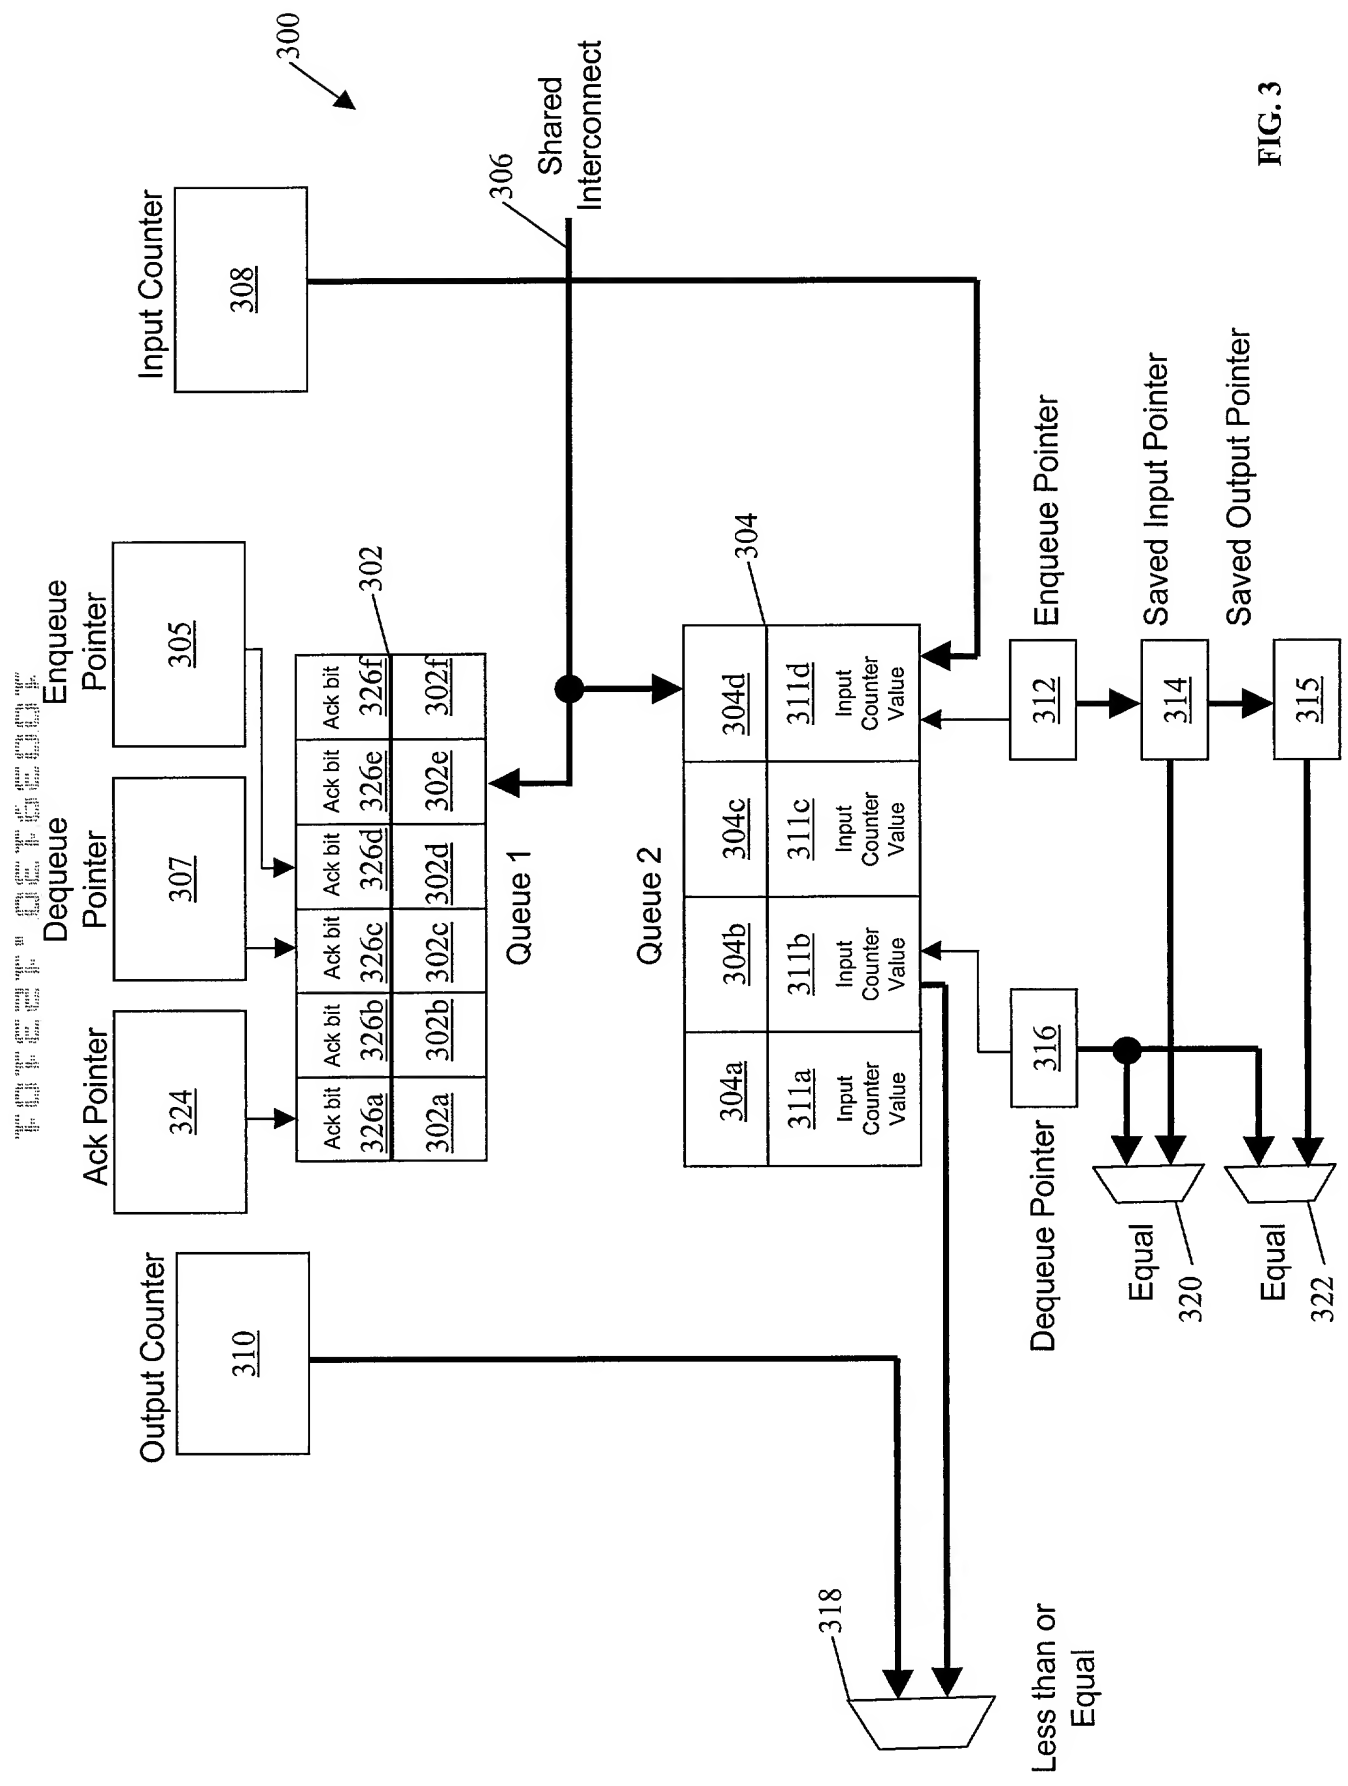 300
Output Counter
310
Ack Pointer
324
Dequeue
Pointer
307
Enqueue
Pointer
305
Input Counter
308
Ack bit
326a
Ack bit
326b
Ack bit
326c
Ack bit
326d
Ack bit
326e
Ack bit
326f
302
302a
302b
302c
302d
302e
302f
Queue 1
306
Shared
Interconnect
Queue 2
304
304a
304b
304c
304d
311a
Input
Counter
Value
311b
Input
Counter
Value
311c
Input
Counter
Value
311d
Input
Counter
Value
318
Less than or
Equal
Dequeue Pointer
316
312
Enqueue Pointer
314
Saved Input Pointer
315
Saved Output Pointer
Equal
320
Equal
322
FIG. 3